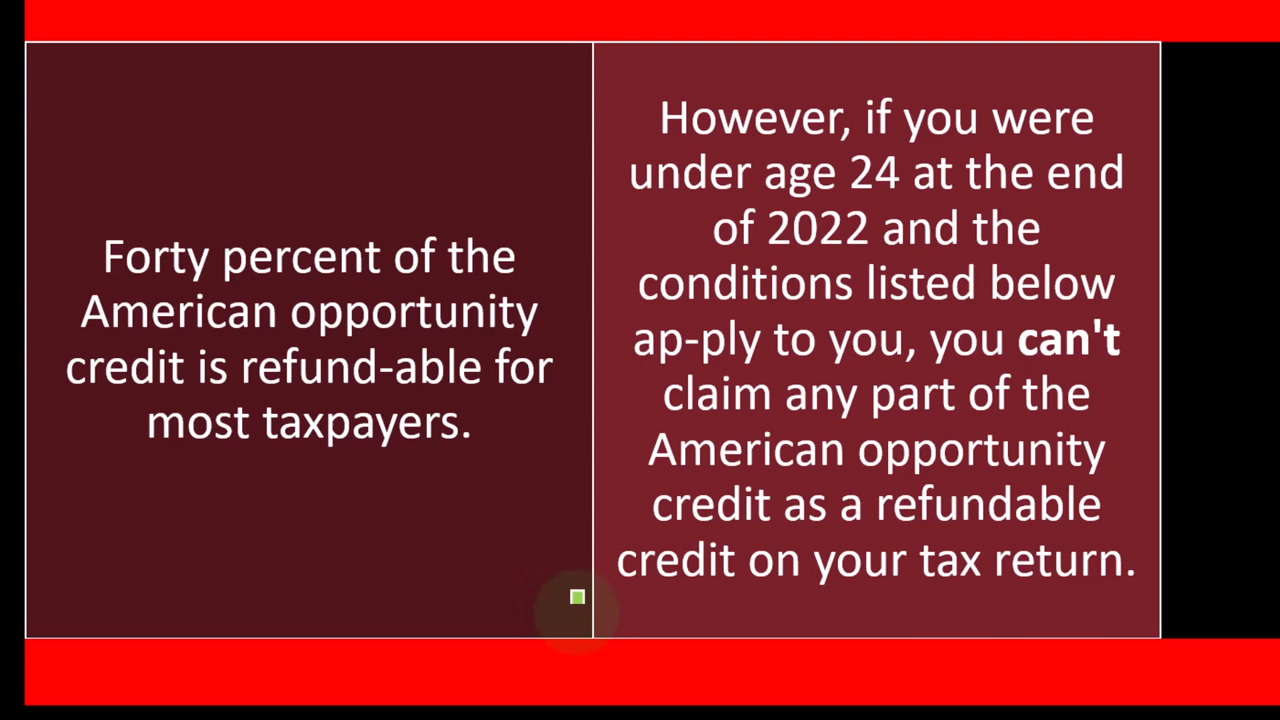 Forty percent of the
American opportunity
credit is refund-able for
most taxpayers.
However, if you were
under age 24 at the end
of 2022 and the
conditions listed below
ap-ply to you, you can't
claim any part of the
American opportunity
credit as a refundable
credit on your tax return.